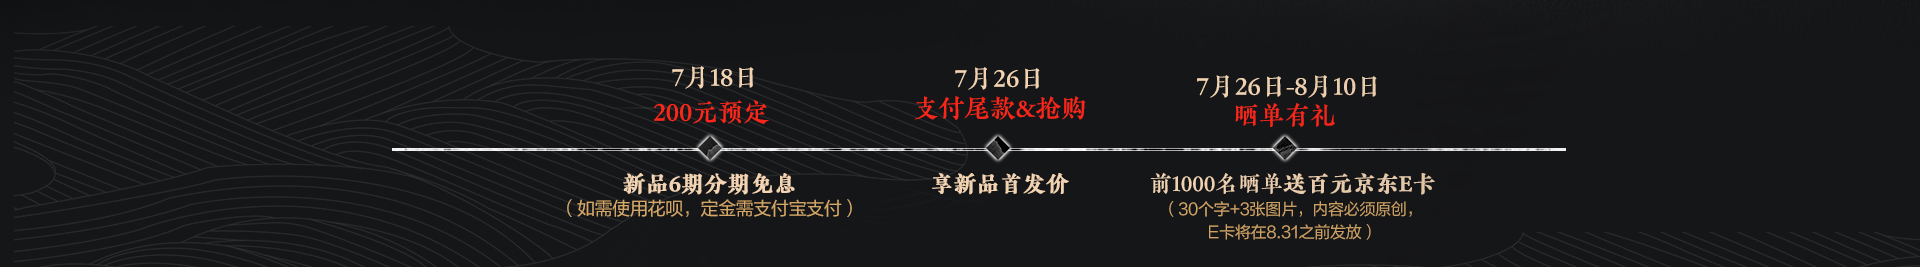 7月18日
200元预定
新品6期分期免息
（如需使用花呗，定金需支付宝支付）
7月26日
支付尾款&抢购
享新品首发价
7月26日-8月10日
晒单有礼
前1000名晒单送百元京东E卡
（30个字+3张图片，内容必须原创，
E卡将在8.31之前发放）